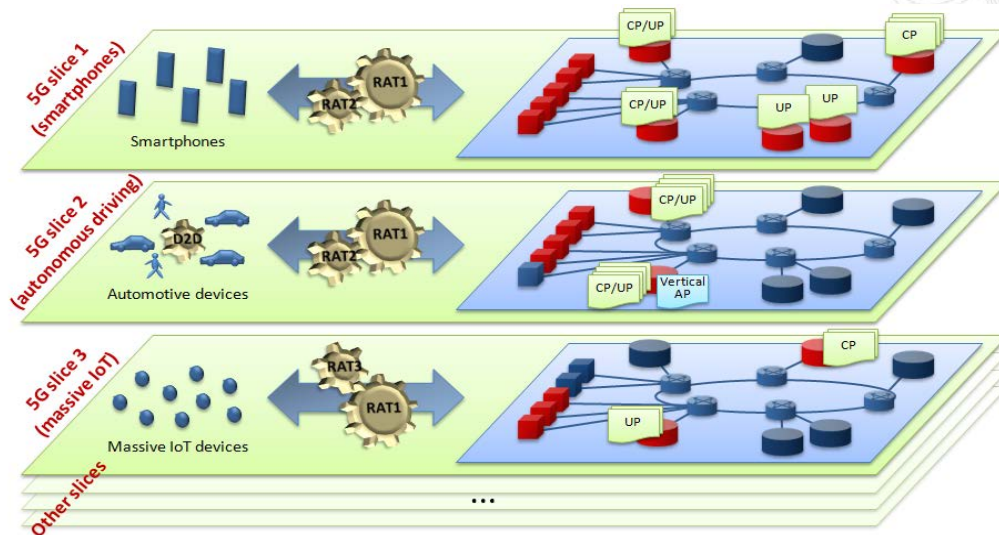 5G slice 1
(smartphones)
Smartphones
RAT2
RAT1
CP/UP
CP
CP/UP
UP
UP
5G slice 2
(autonomous driving)
D2D
Automotive devices
RAT2
RAT1
CP/UP
CP/UP
Vertical
AP
5G slice 3
(massive IoT)
Massive IoT devices
RAT3
RAT1
CP
UP
Other slices
...